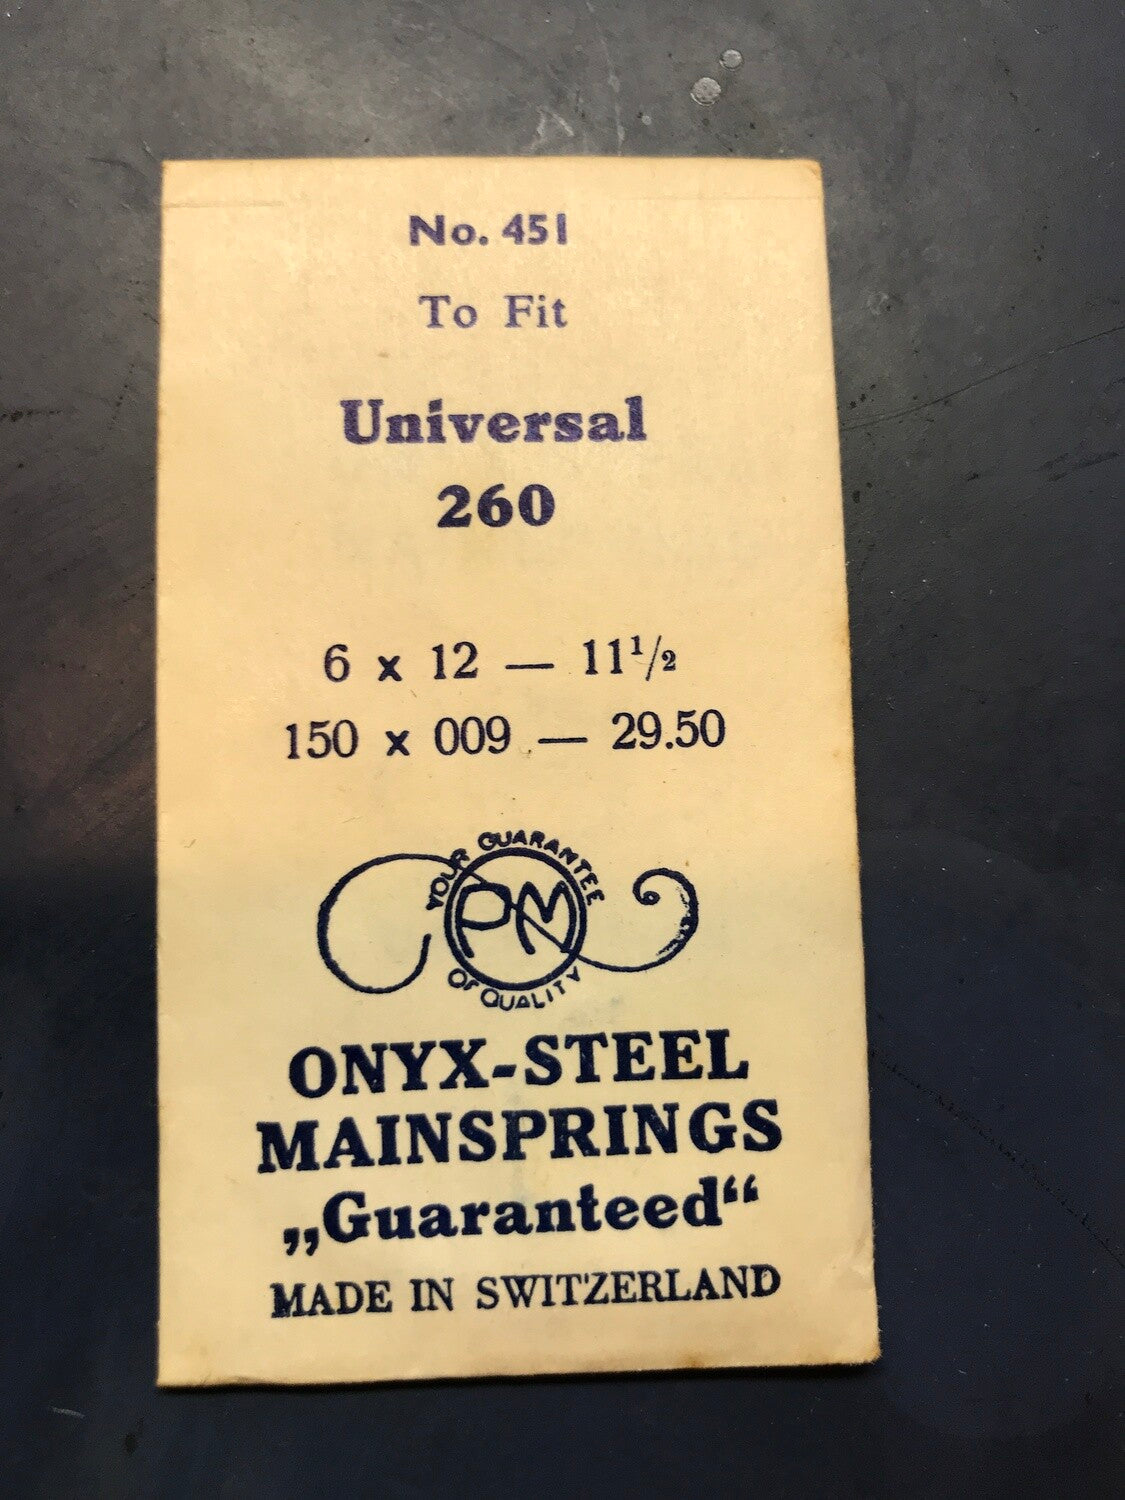 No. 451
To Fit
Universal
260
6 x 12 — 11½
150 x 009 — 29.50
YOUR GUARANTEE
PM
OF QUALITY
ONYX-STEEL
MAINSPRINGS
„Guaranteed“
MADE IN SWITZERLAND